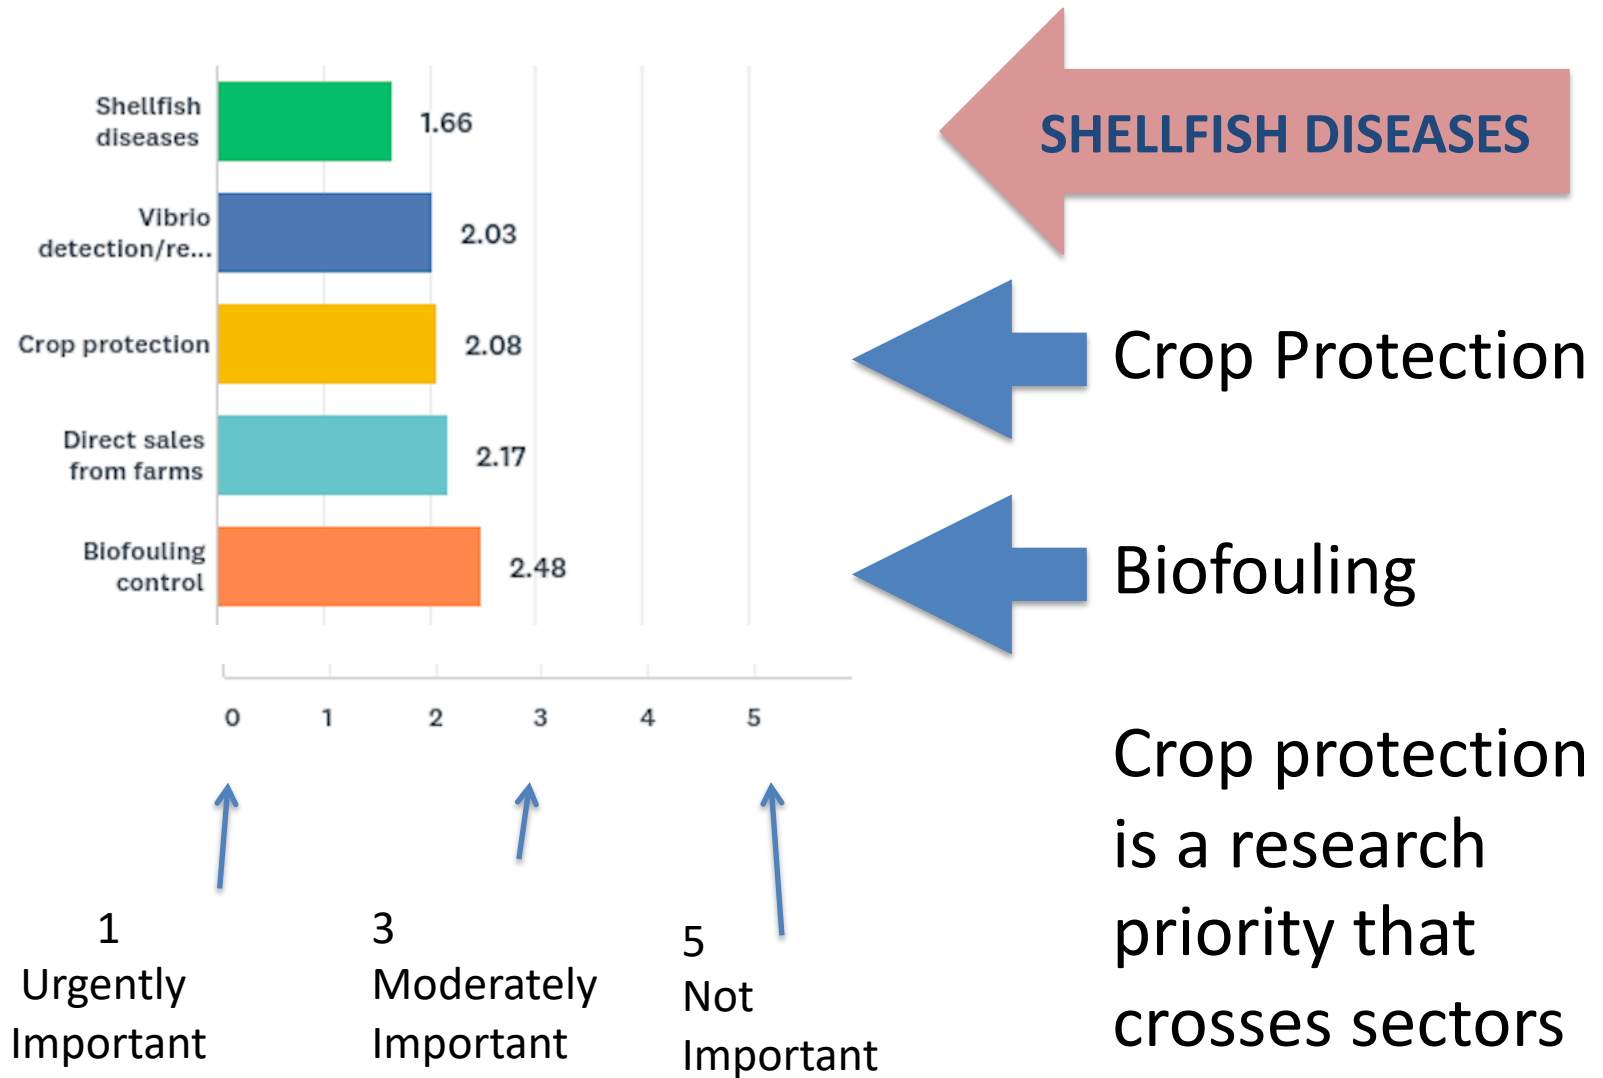 Shellfish
diseases
1.66
SHELLFISH DISEASES
Vibrio
detection/re...
2.03
Crop protection
2.08
Crop Protection
Direct sales
from farms
2.17
Biofouling
control
2.48
Biofouling
0 1 2 3 4 5
1
Urgently
Important
3
Moderately
Important
5
Not
Important
Crop protection
is a research
priority that
crosses sectors